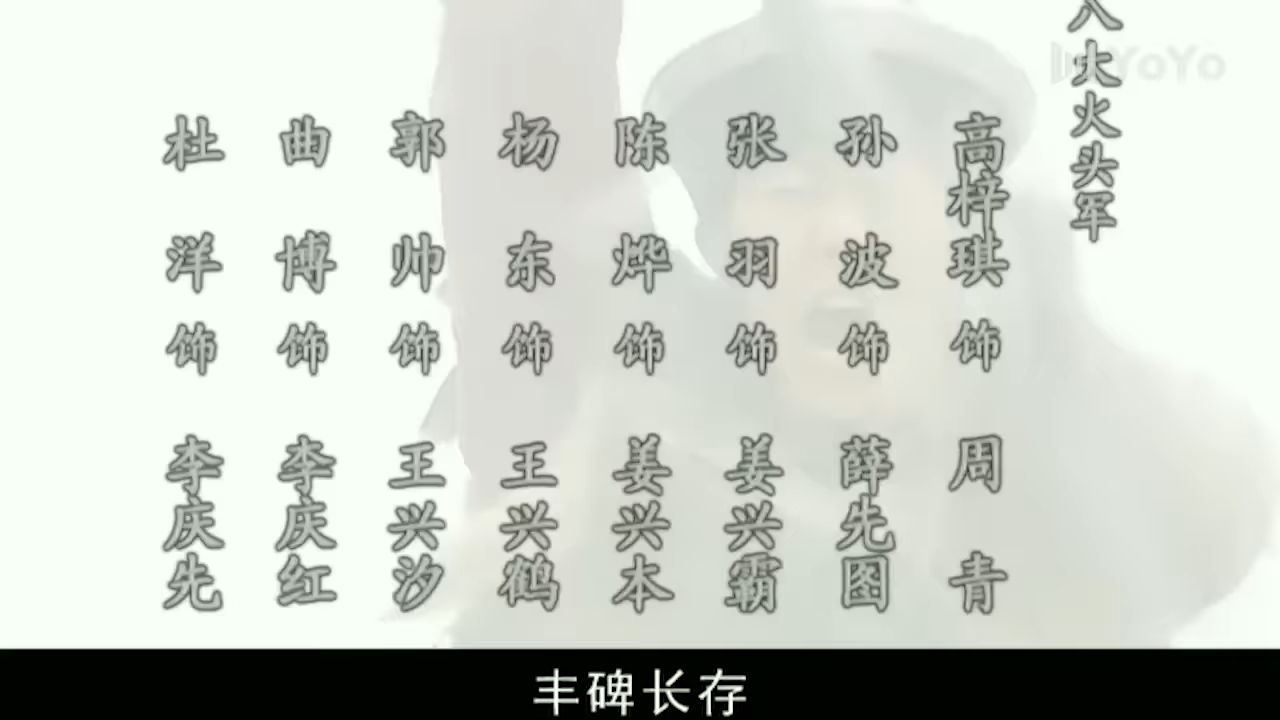 八大火头军
高梓琪 饰 周青
孙波 饰 薛先图
张羽 饰 姜兴霸
陈烨 饰 姜兴本
杨东 饰 王兴鹤
郭帅 饰 王兴汐
曲博 饰 李庆红
杜洋 饰 李庆先
YoYo
丰碑长存